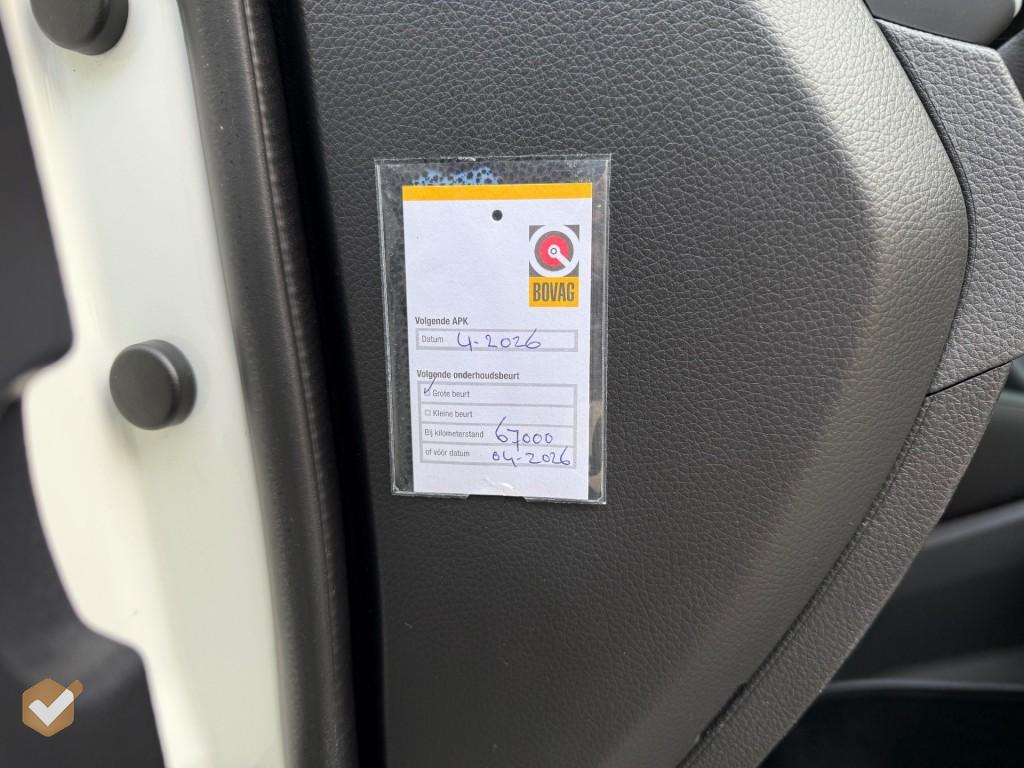 BOVAG
Volgende APK
Datum 4-2026
Volgende onderhoudsbeurt
Grote beurt
Kleine beurt
Bij kilometerstand 67000
of vóór datum 04-2026